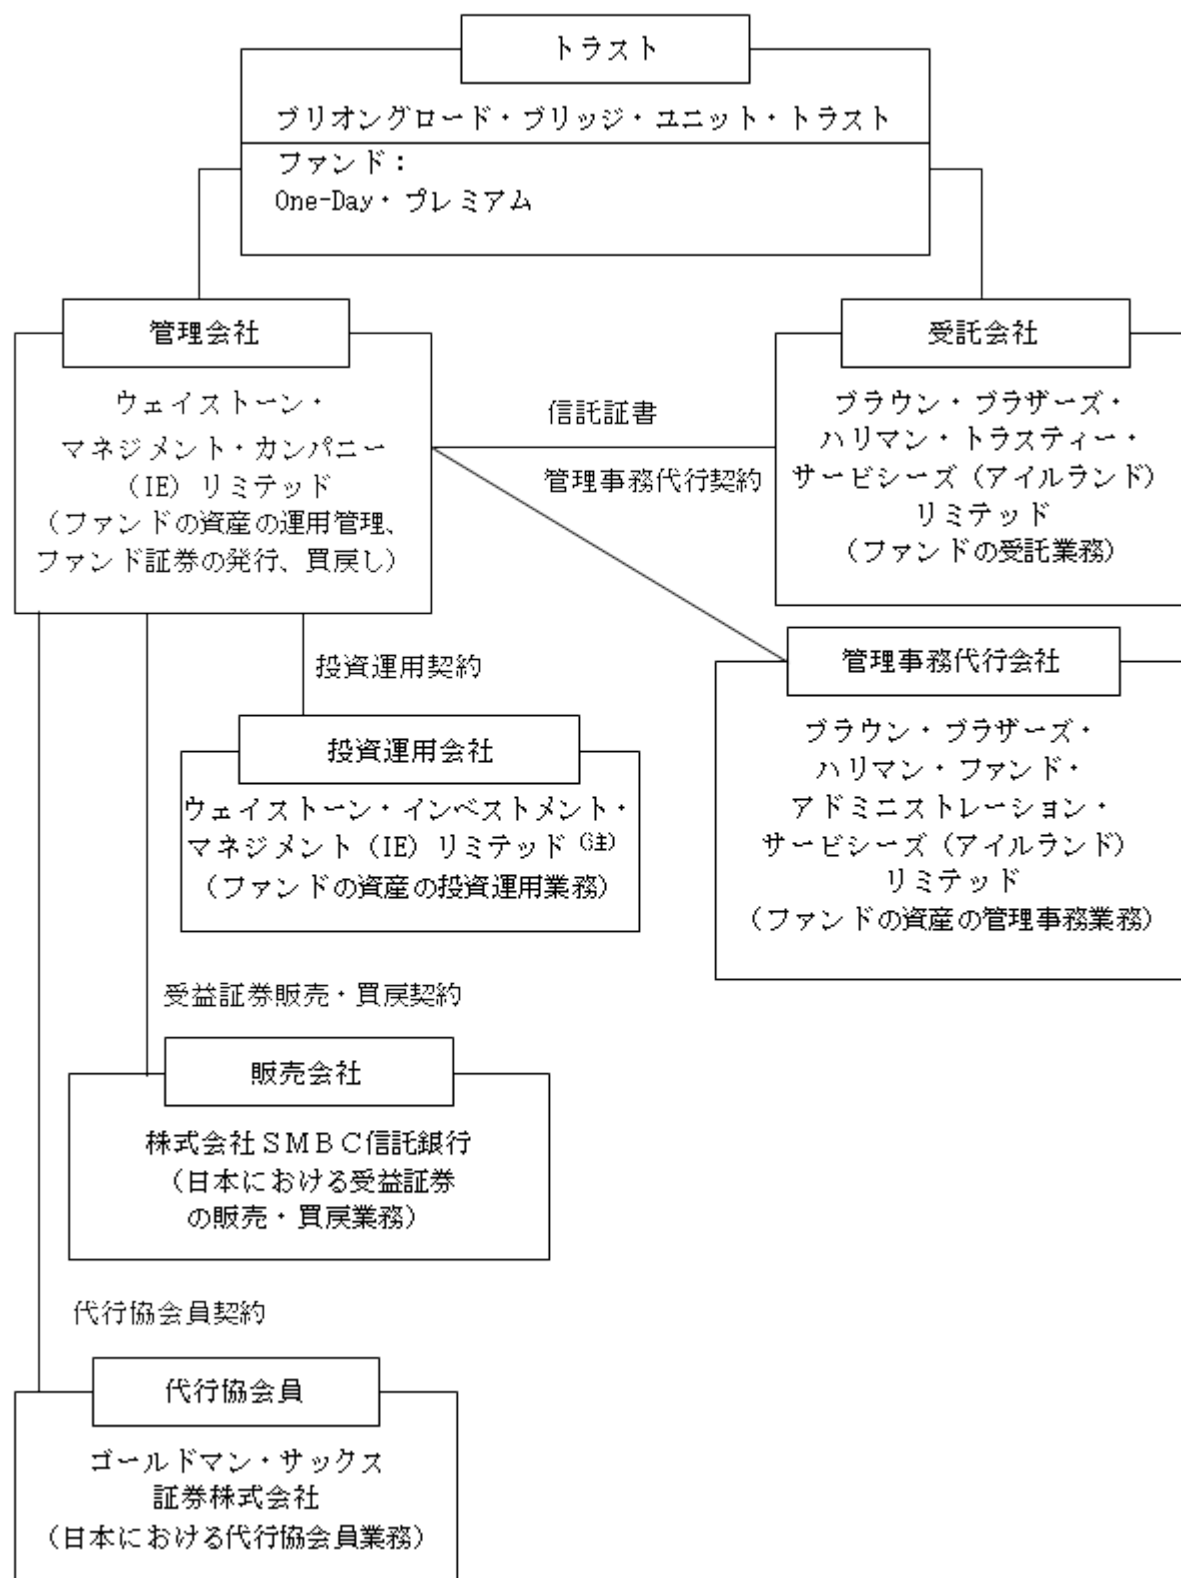 トラスト
ブリオングロード・ブリッジ・ユニット・トラスト
ファンド：
One-Day・プレミアム
管理会社
ウェイストーン・
マネジメント・カンパニー
（IE）リミテッド
（ファンドの資産の運用管理、
ファンド証券の発行、買戻し）
信託証書
管理事務代行契約
受託会社
ブラウン・ブラザーズ・
ハリマン・トラスティー・
サービシーズ（アイルランド）
リミテッド
（ファンドの受託業務）
投資運用契約
管理事務代行会社
ブラウン・ブラザーズ・
ハリマン・ファンド・
アドミニストレーション・
サービシーズ（アイルランド）
リミテッド
（ファンドの資産の管理事務業務）
投資運用会社
ウェイストーン・インベストメント・
マネジメント（IE）リミテッド（注）
（ファンドの資産の投資運用業務）
受益証券販売・買戻契約
販売会社
株式会社ＳＭＢＣ信託銀行
（日本における受益証券
の販売・買戻業務）
代行協会員契約
代行協会員
ゴールドマン・サックス
証券株式会社
（日本における代行協会員業務）